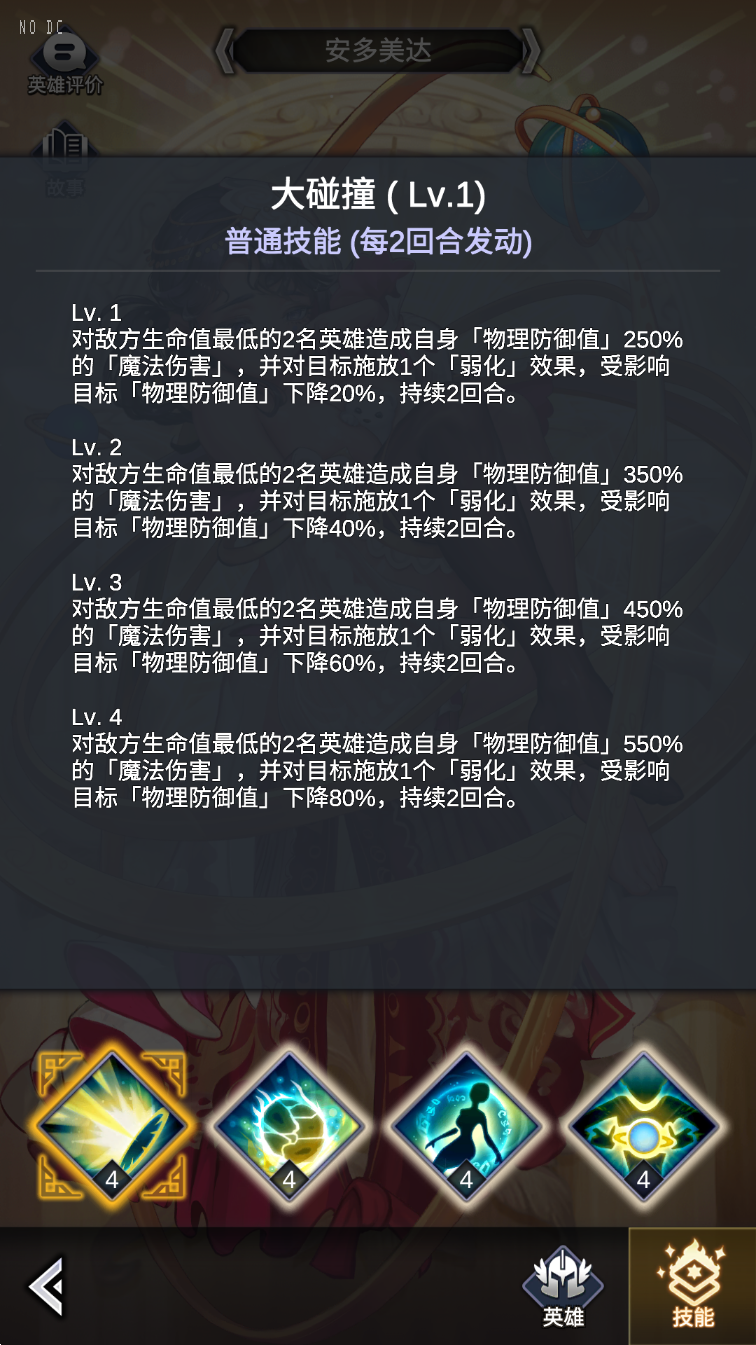 NO DC
安多美达
英雄评价
故事
大碰撞 ( Lv.1)
普通技能 (每2回合发动)
Lv. 1
对敌方生命值最低的2名英雄造成自身「物理防御值」250%
的「魔法伤害」，并对目标施放1个「弱化」效果，受影响
目标「物理防御值」下降20%，持续2回合。
Lv. 2
对敌方生命值最低的2名英雄造成自身「物理防御值」350%
的「魔法伤害」，并对目标施放1个「弱化」效果，受影响
目标「物理防御值」下降40%，持续2回合。
Lv. 3
对敌方生命值最低的2名英雄造成自身「物理防御值」450%
的「魔法伤害」，并对目标施放1个「弱化」效果，受影响
目标「物理防御值」下降60%，持续2回合。
Lv. 4
对敌方生命值最低的2名英雄造成自身「物理防御值」550%
的「魔法伤害」，并对目标施放1个「弱化」效果，受影响
目标「物理防御值」下降80%，持续2回合。
4 4 4 4
英雄 技能